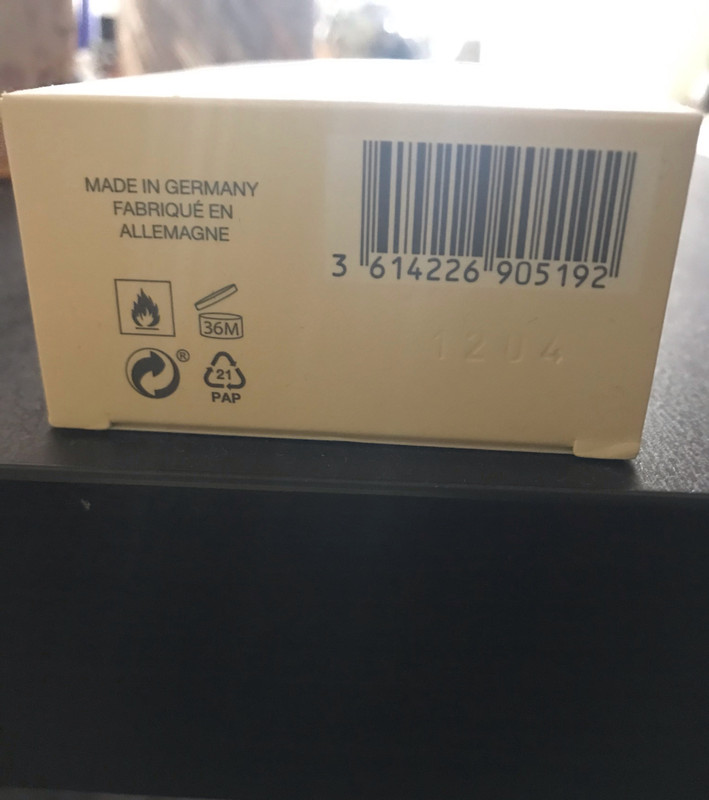 MADE IN GERMANY
FABRIQUÉ EN
ALLEMAGNE
36M
®
21
PAP
3 614226 905192
1204